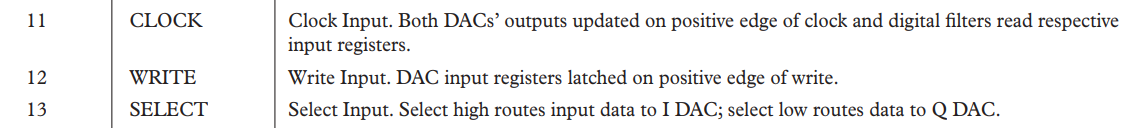 11 CLOCK Clock Input. Both DACs’ outputs updated on positive edge of clock and digital filters read respective
input registers.
12 WRITE Write Input. DAC input registers latched on positive edge of write.
13 SELECT Select Input. Select high routes input data to I DAC; select low routes data to Q DAC.